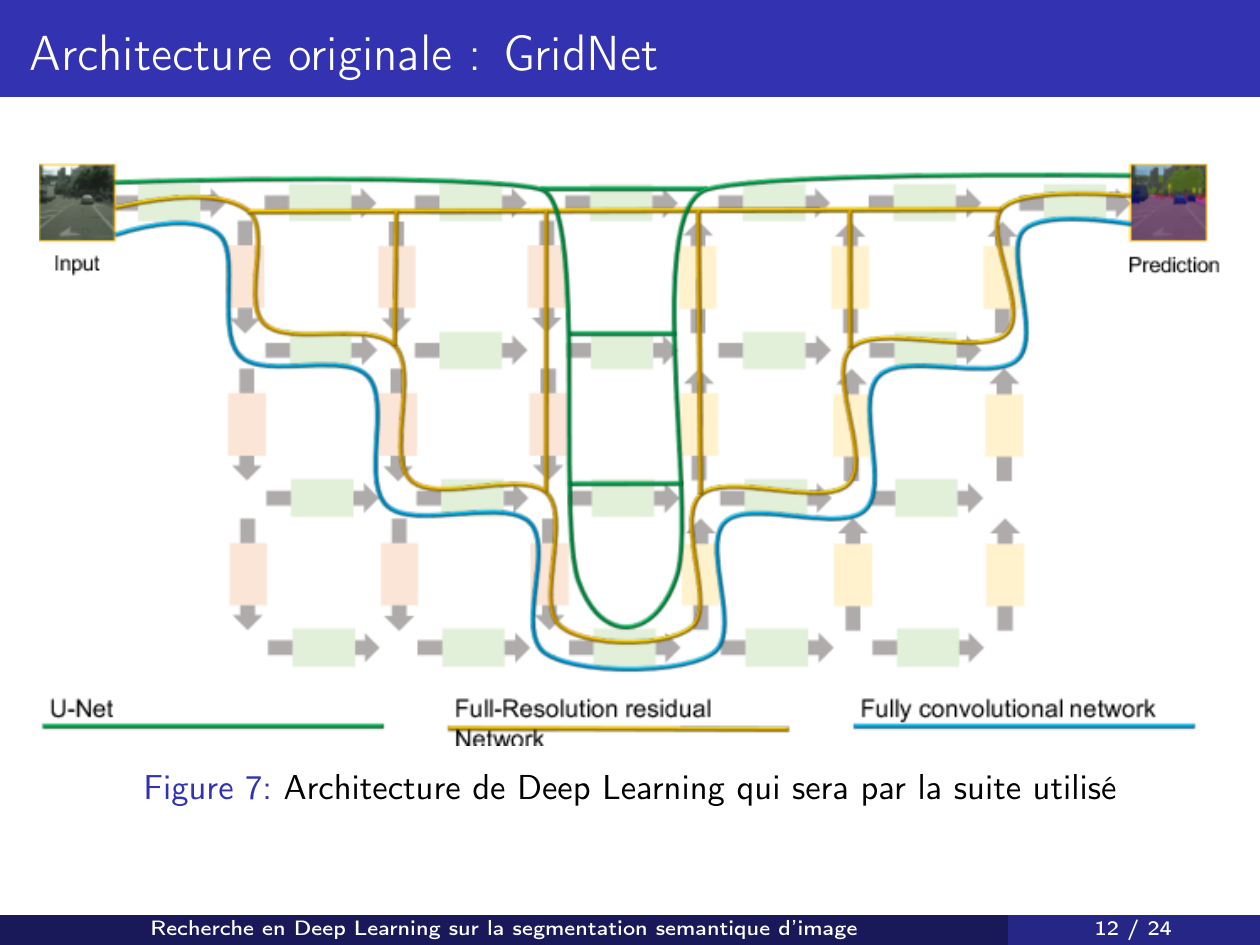 Architecture originale : GridNet
Input
Prediction
U-Net
Full-Resolution residual
Network
Fully convolutional network
Figure 7: Architecture de Deep Learning qui sera par la suite utilisé
Recherche en Deep Learning sur la segmentation semantique d'image
12 / 24